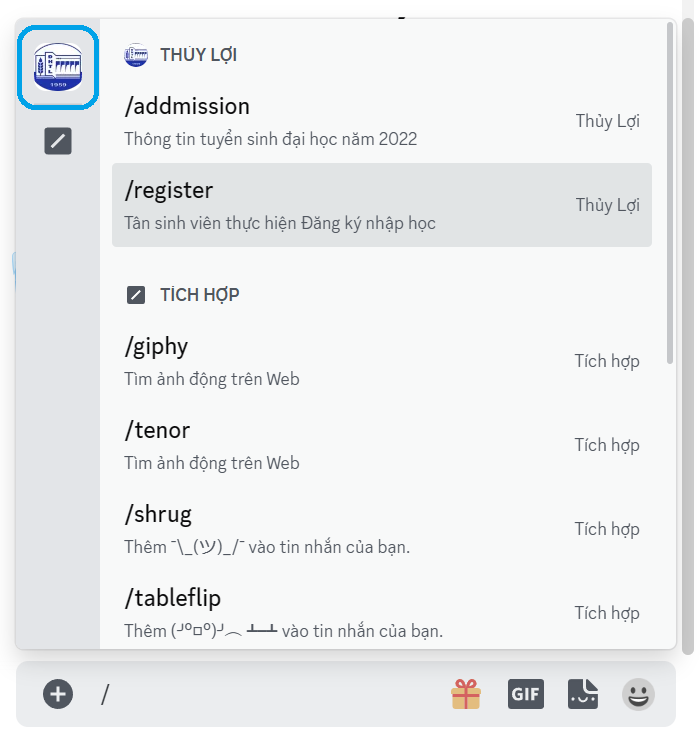 ĐHTL
1959
THỦY LỢI
/addmission
Thông tin tuyển sinh đại học năm 2022
Thủy Lợi
/register
Tân sinh viên thực hiện Đăng ký nhập học
Thủy Lợi
TÍCH HỢP
/giphy
Tìm ảnh động trên Web
Tích hợp
/tenor
Tìm ảnh động trên Web
Tích hợp
/shrug
Thêm ¯\_(ツ)_/¯ vào tin nhắn của bạn.
Tích hợp
/tableflip
Thêm (╯°□°)╯︵ ┻━┻ vào tin nhắn của bạn.
Tích hợp
/
GIF